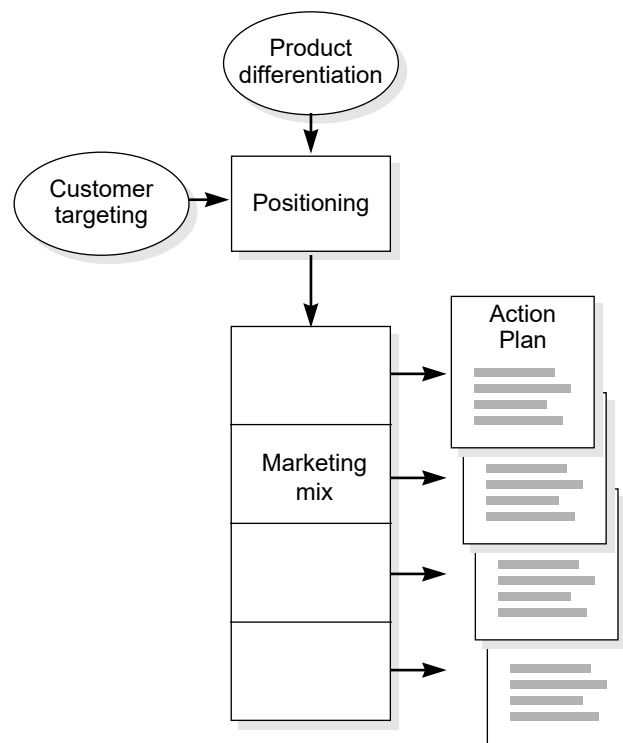 Product
differentiation
Customer
targeting
Positioning
Action
Plan
Marketing
mix